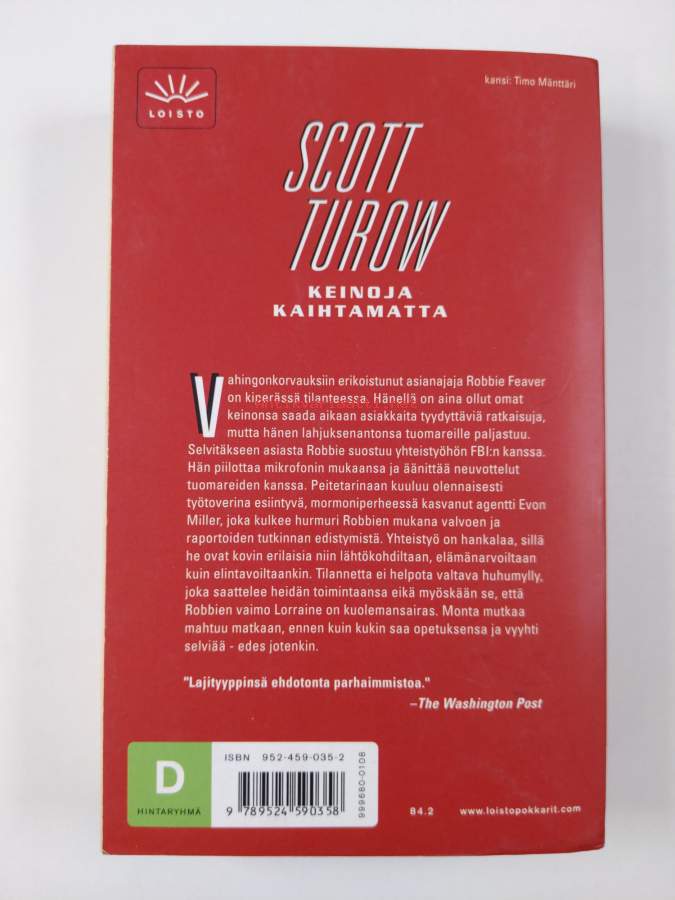 LOISTO
kansi: Timo Mänttäri
SCOTT
TUROW
KEINOJA
KAIHTAMATTA
Vahingonkorvauksiin erikoistunut asianajaja Robbie Feaver
on kiperässä tilanteessa. Hänellä on aina ollut omat
keinonsa saada aikaan asiakkaita tyydyttäviä ratkaisuja,
mutta hänen lahjuksenantonsa tuomareille paljastuu.
Selvitäkseen asiasta Robbie suostuu yhteistyöhön FBI:n kanssa.
Hän piilottaa mikrofonin mukaansa ja äänittää neuvottelut
tuomareiden kanssa. Peitetarinaan kuuluu olennaisesti
työtoverina esiintyvä, mormoniperheessä kasvanut agentti Evon
Miller, joka kulkee hurmuri Robbien mukana valvoen ja
raportoiden tutkinnan edistymistä. Yhteistyö on hankalaa, sillä
he ovat kovin erilaisia niin lähtökohdiltaan, elämänarvoiltaan
kuin elintavoiltaankin. Tilannetta ei helpota valtava huhumylly,
joka saattelee heidän toimintaansa eikä myöskään se, että
Robbien vaimo Lorraine on kuolemansairas. Monta mutkaa
mahtuu matkaan, ennen kuin kukin saa opetuksensa ja vyyhti
selviää - edes jotenkin.
"Lajityyppinsä ehdotonta parhaimmistoa."
–The Washington Post
D
HINTARYHMÄ
ISBN 952-459-035-2
9 789524 590358
999680-0108
84.2
www.loistopokkarit.com